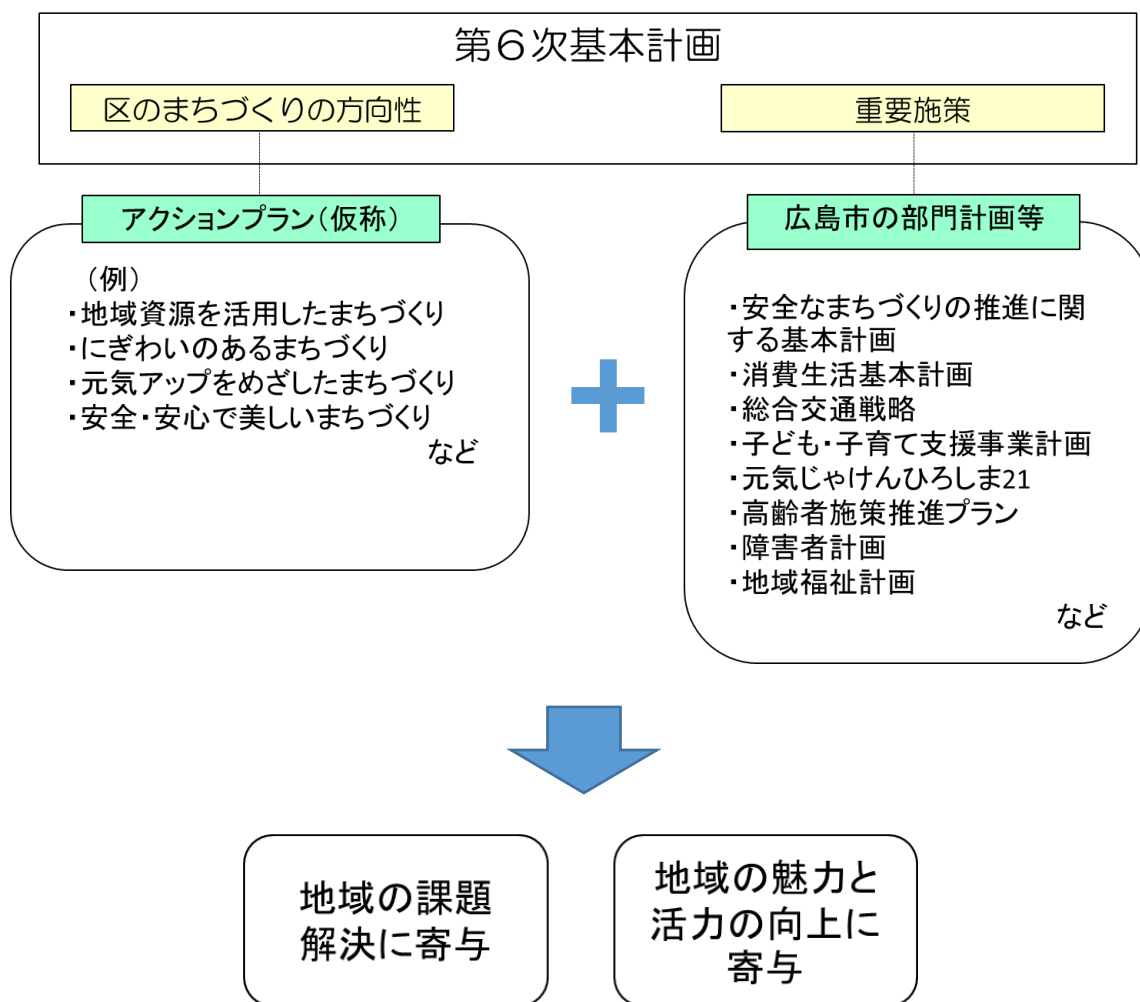 第６次基本計画
区のまちづくりの方向性
重要施策
アクションプラン（仮称）
（例）
・地域資源を活用したまちづくり
・にぎわいのあるまちづくり
・元気アップをめざしたまちづくり
・安全・安心で美しいまちづくり
など
広島市の部門計画等
・安全なまちづくりの推進に関
する基本計画
・消費生活基本計画
・総合交通戦略
・子ども・子育て支援事業計画
・元気じゃけんひろしま21
・高齢者施策推進プラン
・障害者計画
・地域福祉計画
など
地域の課題
解決に寄与
地域の魅力と
活力の向上に
寄与